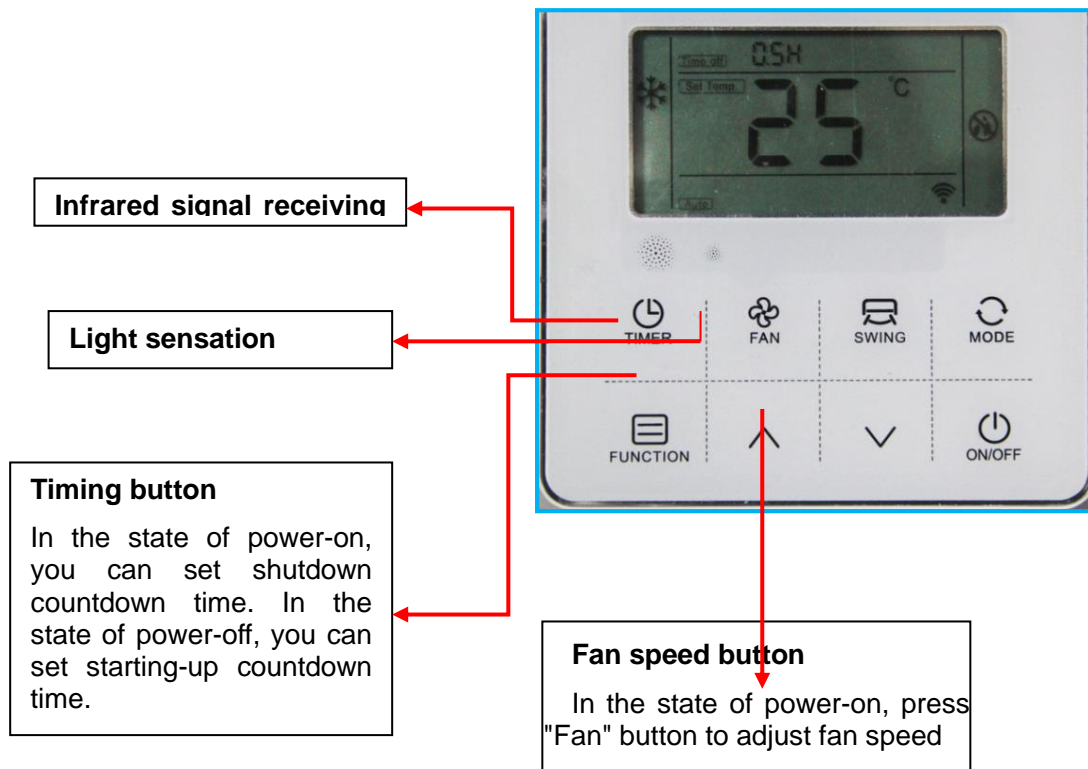 Time off 0.5H
Set Temp. 25 °C
Auto
Infrared signal receiving
TIMER FAN SWING MODE
Light sensation
FUNCTION ON/OFF
Timing button
In the state of power-on,
you can set shutdown
countdown time. In the
state of power-off, you can
set starting-up countdown
time.
Fan speed button
In the state of power-on, press
"Fan" button to adjust fan speed